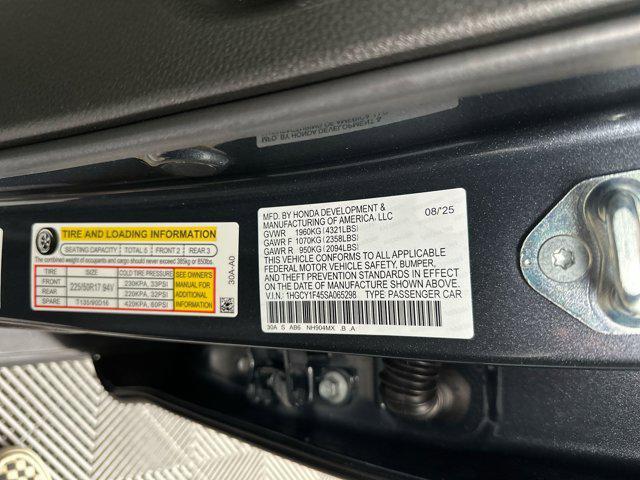 TIRE AND LOADING INFORMATION
SEATING CAPACITY TOTAL 5 FRONT 2 REAR 3
The combined weight of occupants and cargo should never exceed 385kg or 850lbs.
TIRE SIZE COLD TIRE PRESSURE
FRONT 225/50R17 94V 230KPA, 33PSI
REAR 220KPA, 32PSI
SPARE T135/90D16 420KPA, 60PSI
SEE OWNER'S
MANUAL FOR
ADDITIONAL
INFORMATION
30A-A0
MFD. BY HONDA DEVELOPMENT & 08/'25
MANUFACTURING OF AMERICA, LLC
GVWR 1960KG (4321LBS)
GAWR F 1070KG (2358LBS)
GAWR R 950KG (2094LBS)
THIS VEHICLE CONFORMS TO ALL APPLICABLE
FEDERAL MOTOR VEHICLE SAFETY, BUMPER,
AND THEFT PREVENTION STANDARDS IN EFFECT
ON THE DATE OF MANUFACTURE SHOWN ABOVE.
V.I.N.: 1HGCY1F45SA065298 TYPE PASSENGER CAR
30A S AB6 NH904MX .B .A